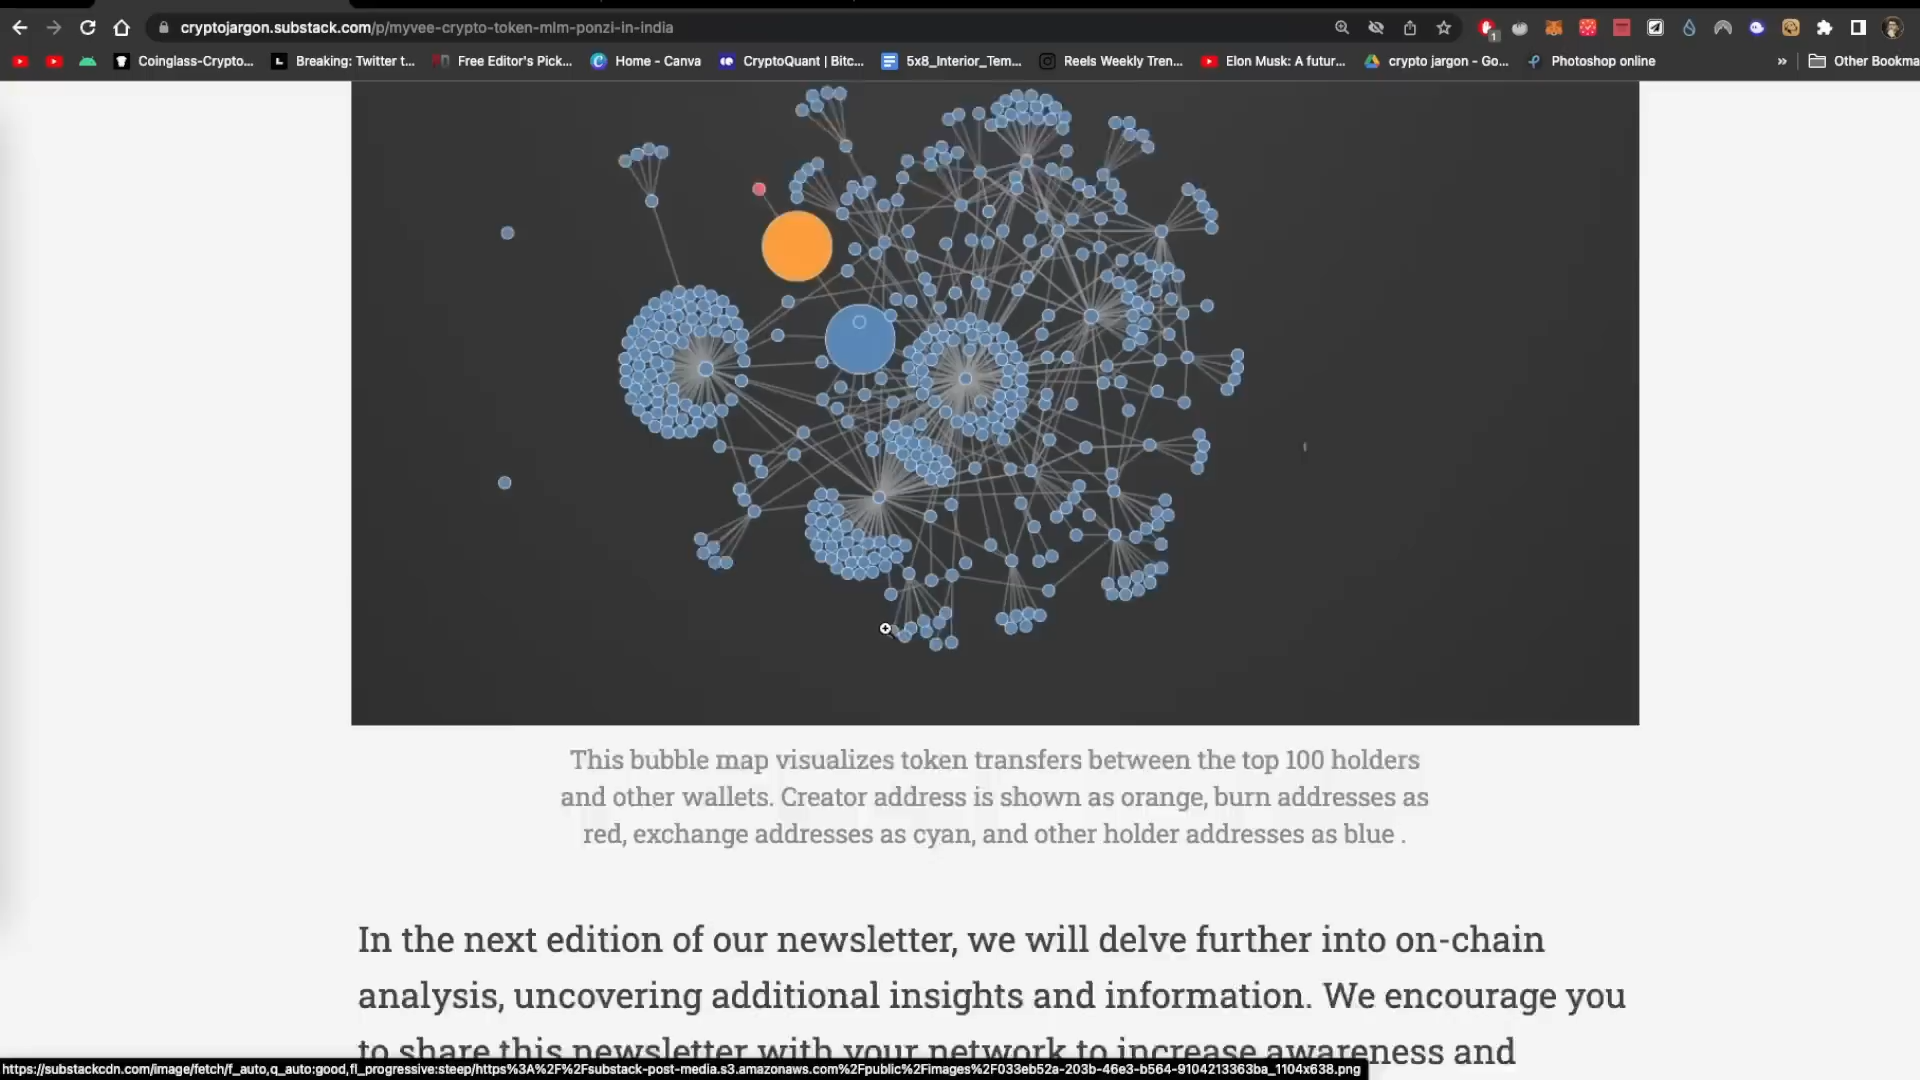 cryptojargon.substack.com/p/myvee-crypto-token-mlm-ponzi-in-india
1
Coinglass-Crypto... Breaking: Twitter t... Free Editor's Pick... Home - Canva CryptoQuant | Bitc... 5x8_Interior_Tem... Reels Weekly Tren... Elon Musk: A futur... crypto jargon - Go... Photoshop online » Other Bookma
This bubble map visualizes token transfers between the top 100 holders
and other wallets. Creator address is shown as orange, burn addresses as
red, exchange addresses as cyan, and other holder addresses as blue .
In the next edition of our newsletter, we will delve further into on-chain
analysis, uncovering additional insights and information. We encourage you
to share this newsletter with your network to increase awareness and
https://substackcdn.com/image/fetch/f_auto,q_auto:good,fl_progressive:steep/https%3A%2F%2Fsubstack-post-media.s3.amazonaws.com%2Fpublic%2Fimages%2F033eb52a-203b-46e3-b564-9104213363ba_1104x638.png